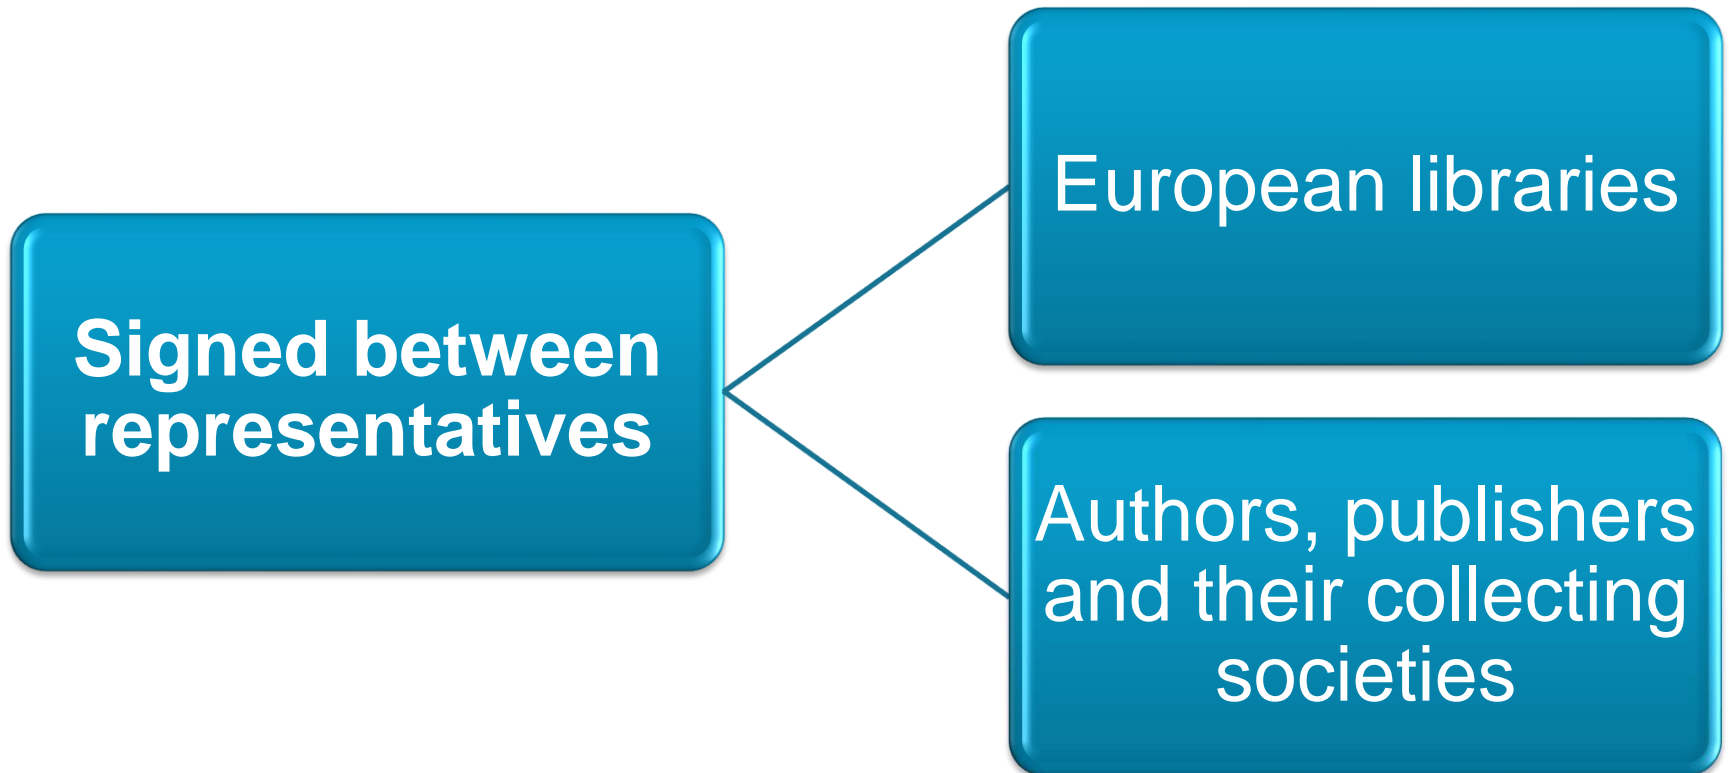 Signed between
representatives
European libraries
Authors, publishers
and their collecting
societies